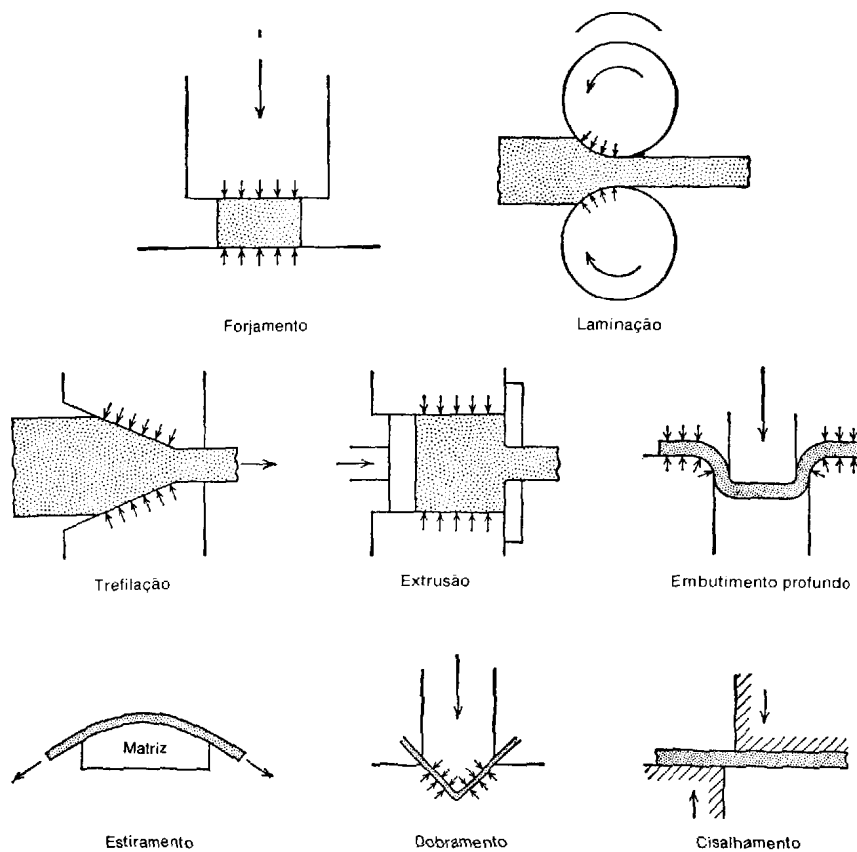 Forjamento
Laminação
Trefilação
Extrusão
Embutimento profundo
Matriz
Estiramento
Dobramento
Cisalhamento